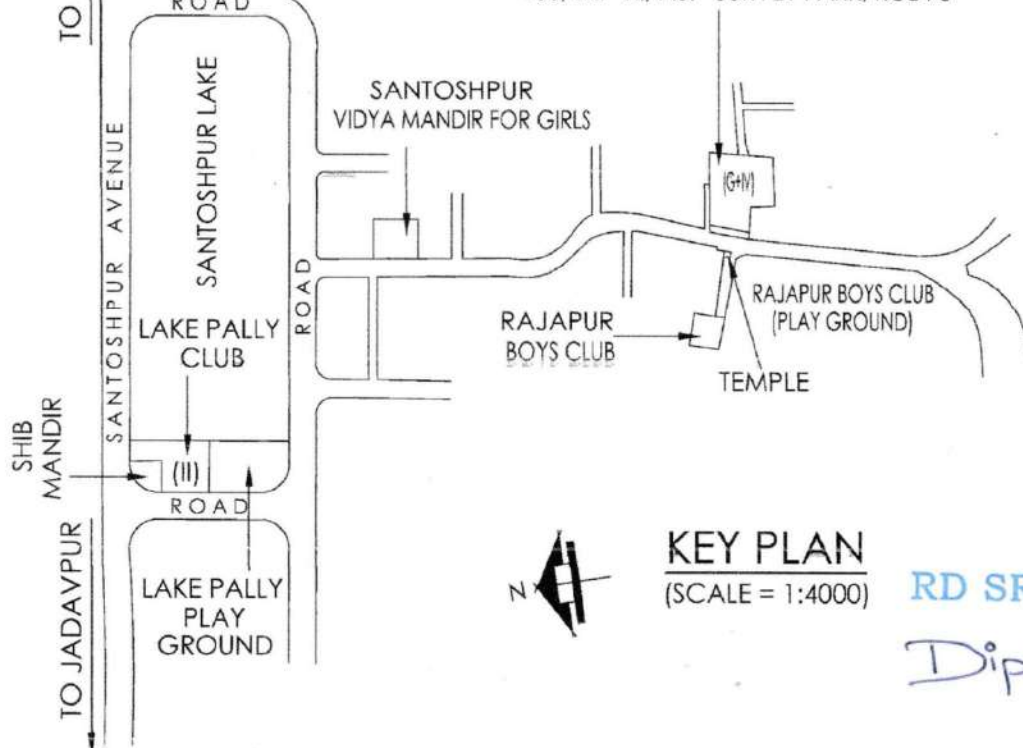 ROAD
TO
SANTOSHPUR AVENUE
SANTOSHPUR LAKE
SANTOSHPUR
VIDYA MANDIR FOR GIRLS
(G+IV)
ROAD
LAKE PALLY
CLUB
RAJAPUR
BOYS CLUB
RAJAPUR BOYS CLUB
(PLAY GROUND)
TEMPLE
SHIB
MANDIR
(II)
ROAD
TO JADAVPUR
LAKE PALLY
PLAY
GROUND
N
KEY PLAN
(SCALE = 1:4000)
RD
Dip